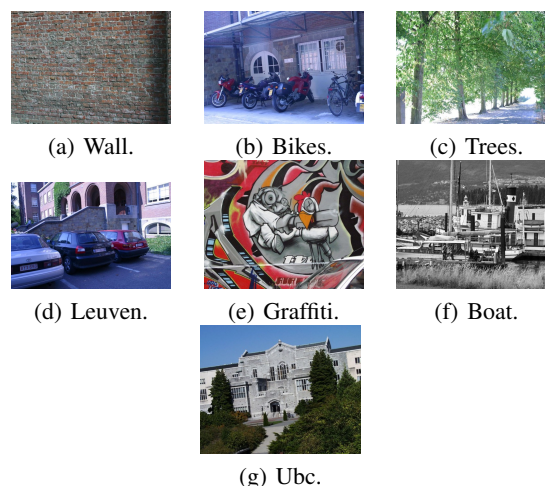 (a) Wall.
(b) Bikes.
(c) Trees.
(d) Leuven.
(e) Graffiti.
(f) Boat.
(g) Ubc.